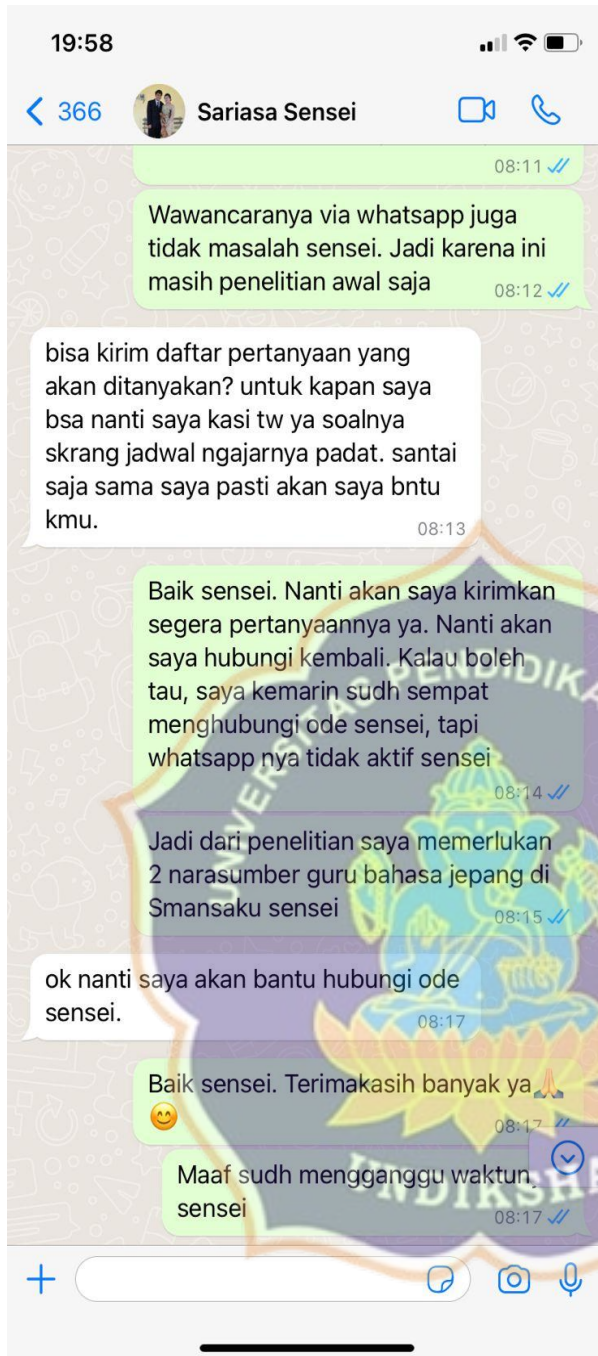 19:58
366
Sariasa Sensei
08:11
Wawancaranya via whatsapp juga
tidak masalah sensei. Jadi karena ini
masih penelitian awal saja
08:12
bisa kirim daftar pertanyaan yang
akan ditanyakan? untuk kapan saya
bsa nanti saya kasi tw ya soalnya
skrang jadwal ngajarnya padat. santai
saja sama saya pasti akan saya bntu
kmu.
08:13
Baik sensei. Nanti akan saya kirimkan
segera pertanyaannya ya. Nanti akan
saya hubungi kembali. Kalau boleh
tau, saya kemarin sudh sempat
menghubungi ode sensei, tapi
whatsapp nya tidak aktif sensei
08:14
Jadi dari penelitian saya memerlukan
2 narasumber guru bahasa jepang di
Smansaku sensei
08:15
ok nanti saya akan bantu hubungi ode
sensei.
08:17
Baik sensei. Terimakasih banyak ya🙏
😊
08:17
Maaf sudh mengganggu
sensei
08:17
UNDIKSHA